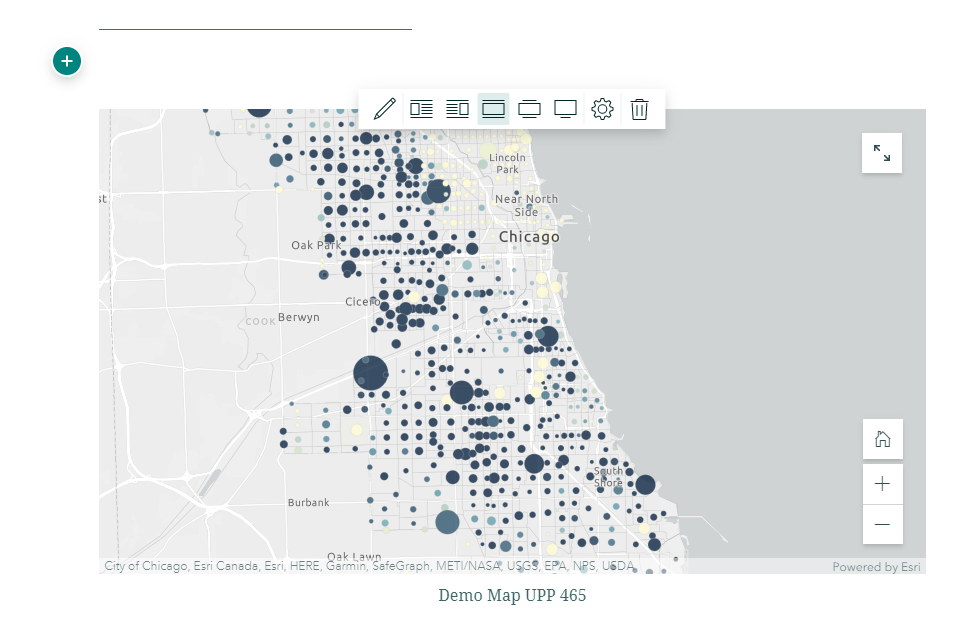 Lincoln
Park
st
Near North
Side
Chicago
Oak Park
Cicero
COOK
Berwyn
South
Shore
Burbank
Oak Lawn
City of Chicago, Esri Canada, Esri, HERE, Garmin, SafeGraph, METI/NASA, USGS, EPA, NPS, USDA
Powered by Esri
Demo Map UPP 465